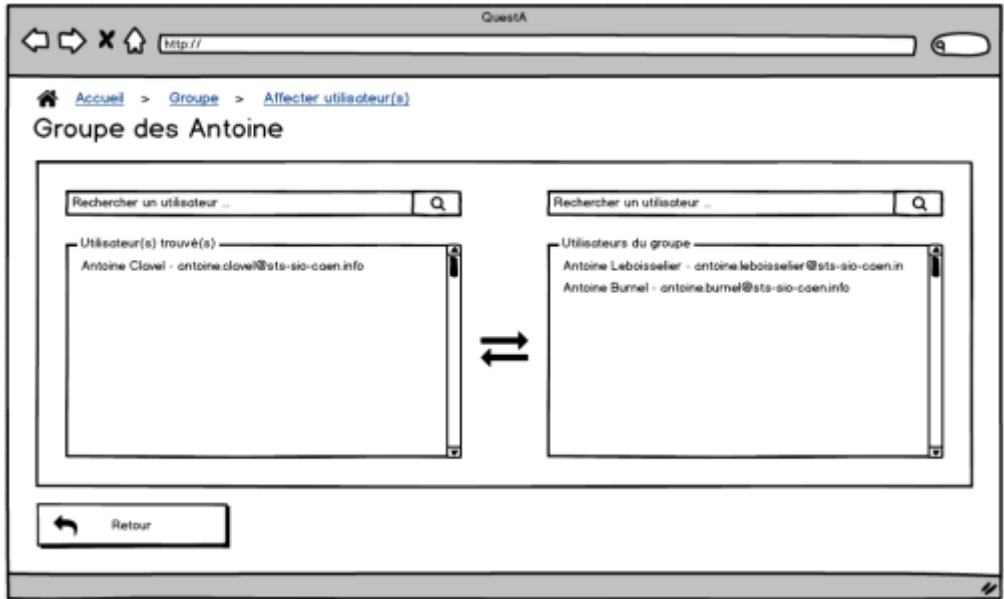 QuestA
http://
Accueil > Groupe > Affecter utilisateur(s)
Groupe des Antoine
Rechercher un utilisateur ...
Rechercher un utilisateur ...
Utilisateur(s) trouvé(s)
Antoine Clavel - antoine.clavel@sts-sio-caen.info
Utilisateurs du groupe
Antoine Leboisselier - antoine.leboisselier@sts-sio-caen.in
Antoine Burnel - antoine.burnel@sts-sio-caen.info
Retour